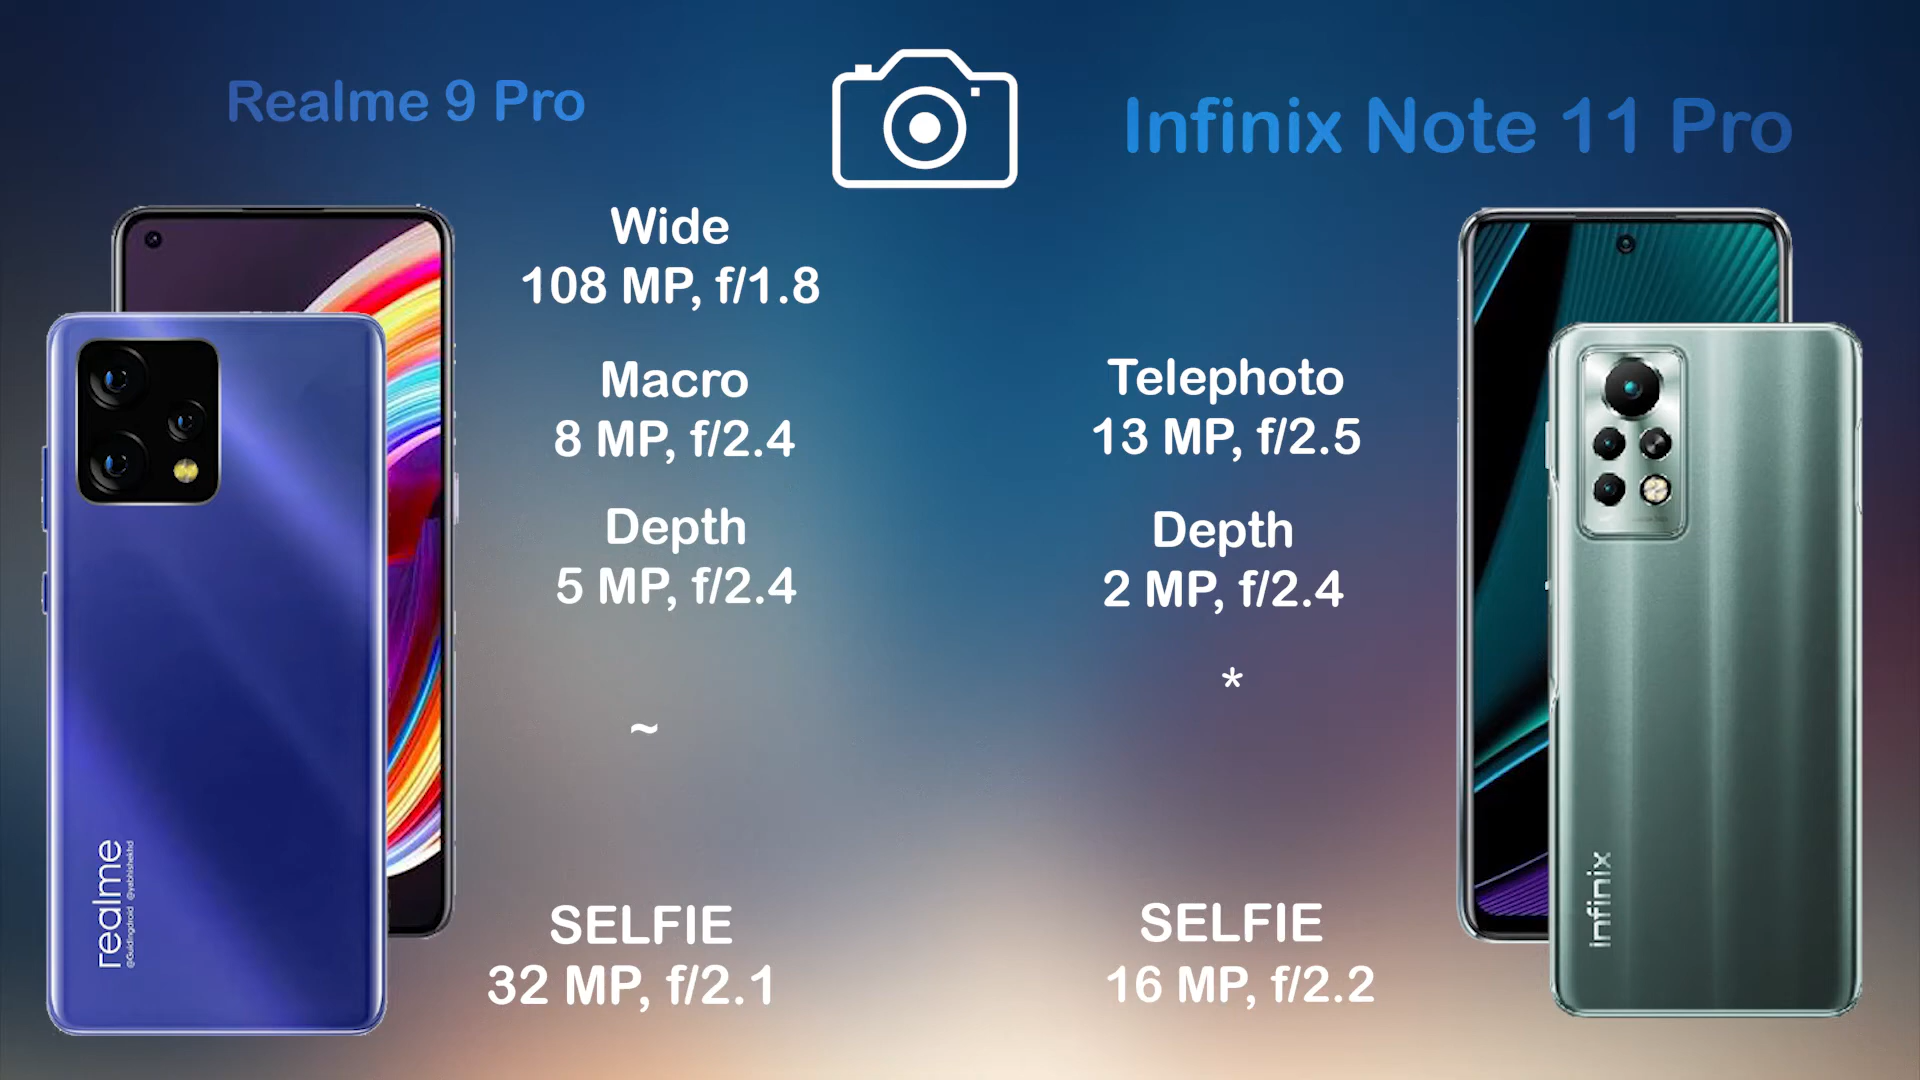 Realme 9 Pro
Infinix Note 11 Pro
Wide
108 MP, f/1.8
Macro
8 MP, f/2.4
Depth
5 MP, f/2.4
~
SELFIE
32 MP, f/2.1
Telephoto
13 MP, f/2.5
Depth
2 MP, f/2.4
*
SELFIE
16 MP, f/2.2
realme
@Guidingdroid @yabhishekhd
infinix